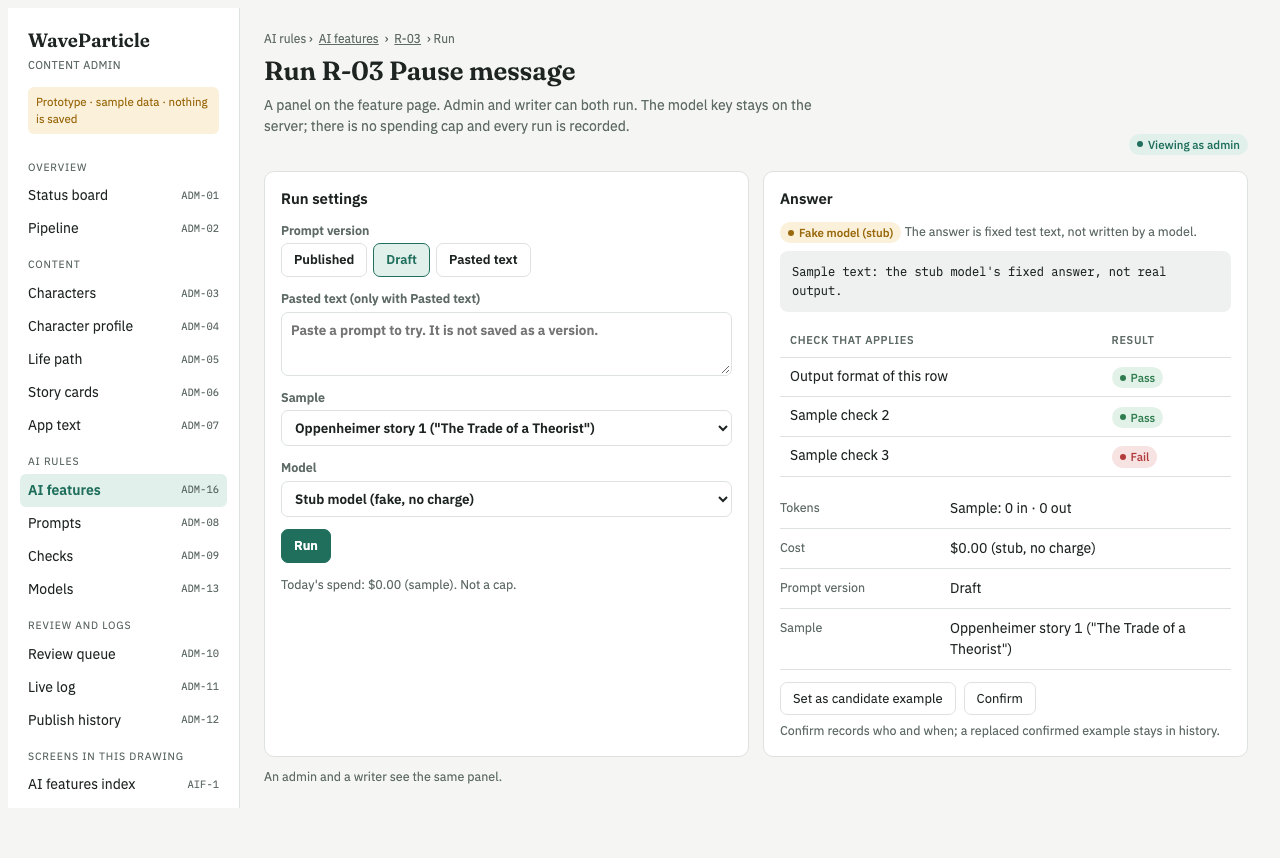 WaveParticle
CONTENT ADMIN
Prototype · sample data · nothing
is saved
OVERVIEW
Status board ADM-01
Pipeline ADM-02
CONTENT
Characters ADM-03
Character profile ADM-04
Life path ADM-05
Story cards ADM-06
App text ADM-07
AI RULES
AI features ADM-16
Prompts ADM-08
Checks ADM-09
Models ADM-13
REVIEW AND LOGS
Review queue ADM-10
Live log ADM-11
Publish history ADM-12
SCREENS IN THIS DRAWING
AI features index AIF-1
AI rules › AI features › R-03 › Run
Run R-03 Pause message
A panel on the feature page. Admin and writer can both run. The model key stays on the
server; there is no spending cap and every run is recorded.
Viewing as admin
Run settings
Prompt version
Published Draft Pasted text
Pasted text (only with Pasted text)
Paste a prompt to try. It is not saved as a version.
Sample
Oppenheimer story 1 ("The Trade of a Theorist")
Model
Stub model (fake, no charge)
Run
Today's spend: $0.00 (sample). Not a cap.
Answer
Fake model (stub) The answer is fixed test text, not written by a model.
Sample text: the stub model's fixed answer, not real
output.
CHECK THAT APPLIES RESULT
Output format of this row Pass
Sample check 2 Pass
Sample check 3 Fail
Tokens Sample: 0 in · 0 out
Cost $0.00 (stub, no charge)
Prompt version Draft
Sample Oppenheimer story 1 ("The Trade of a
Theorist")
Set as candidate example Confirm
Confirm records who and when; a replaced confirmed example stays in history.
An admin and a writer see the same panel.